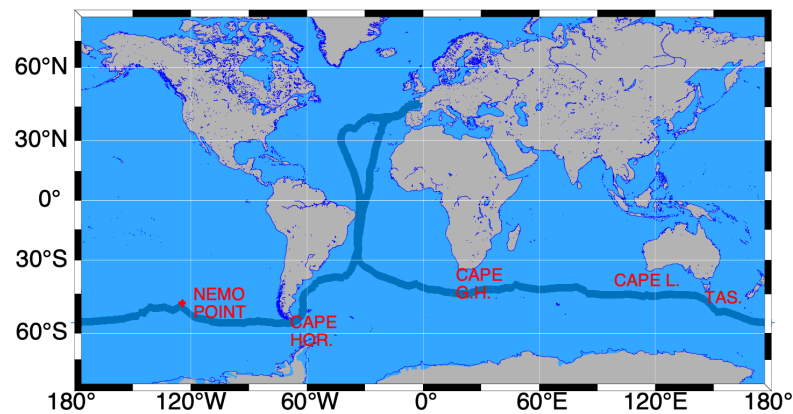 60°N
30°N
0°
30°S
60°S
NEMO
POINT
CAPE
HOR.
CAPE
G.H.
CAPE L.
TAS.
180° 120°W 60°W 0° 60°E 120°E 180°